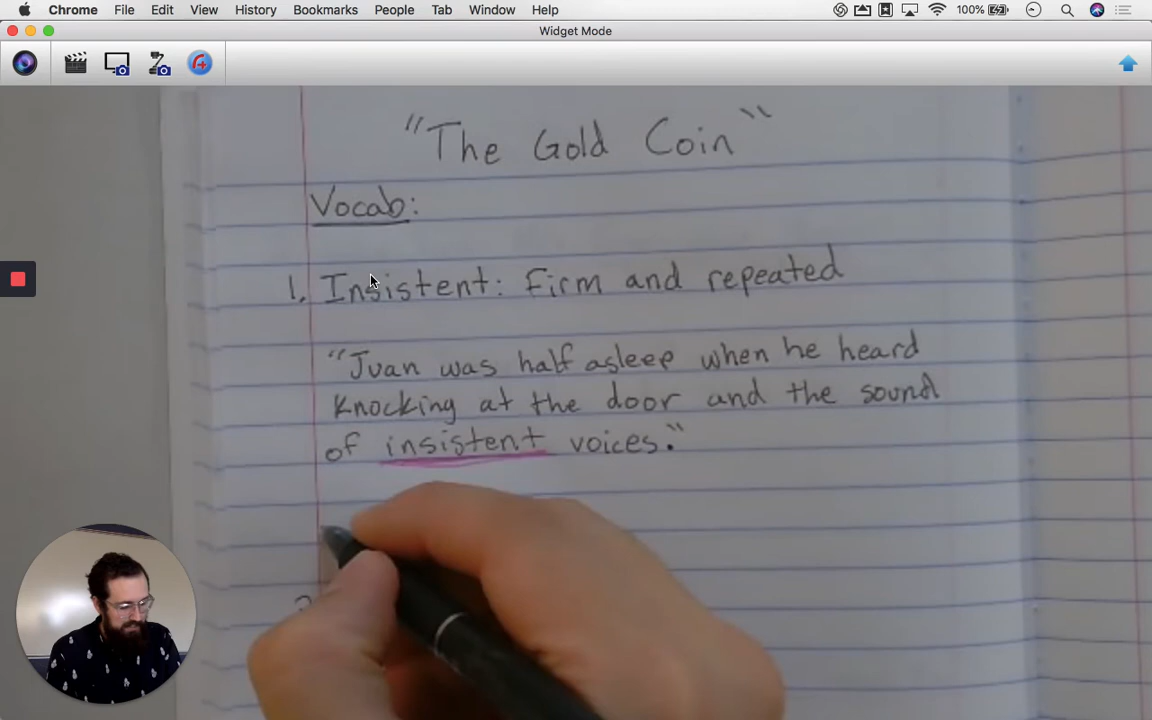 Chrome File Edit View History Bookmarks People Tab Window Help 100%
Widget Mode
"The Gold Coin"
Vocab:
1. Insistent: Firm and repeated
"Juan was half asleep when he heard
knocking at the door and the sound
of insistent voices."